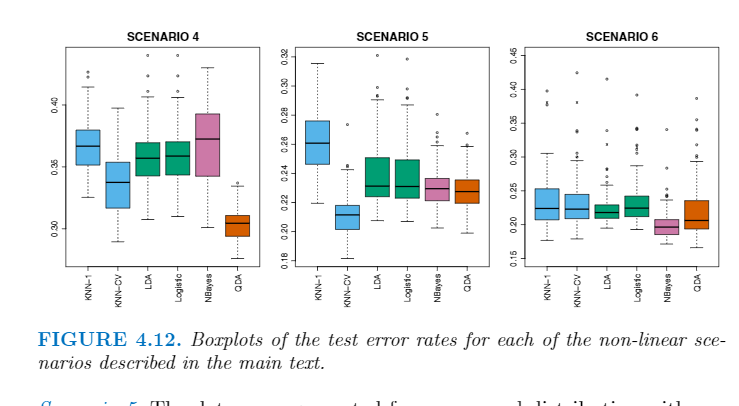 SCENARIO 4
SCENARIO 5
SCENARIO 6
0.40
0.35
0.30
KNN−1
KNN−CV
LDA
Logistic
NBayes
QDA
0.32
0.30
0.28
0.26
0.24
0.22
0.20
0.18
KNN−1
KNN−CV
LDA
Logistic
NBayes
QDA
0.45
0.40
0.35
0.30
0.25
0.20
0.15
KNN−1
KNN−CV
LDA
Logistic
NBayes
QDA
FIGURE 4.12. Boxplots of the test error rates for each of the non-linear sce-
narios described in the main text.